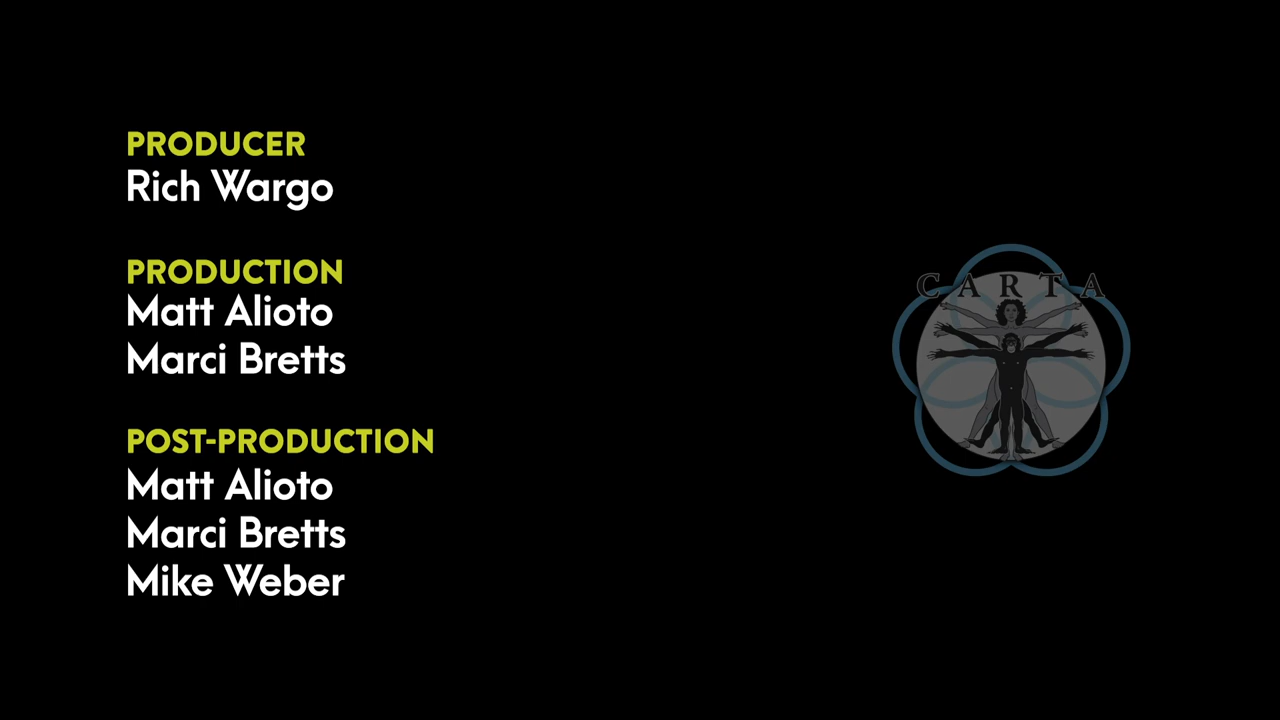 PRODUCER
Rich Wargo
PRODUCTION
Matt Alioto
Marci Bretts
POST-PRODUCTION
Matt Alioto
Marci Bretts
Mike Weber
CARTA